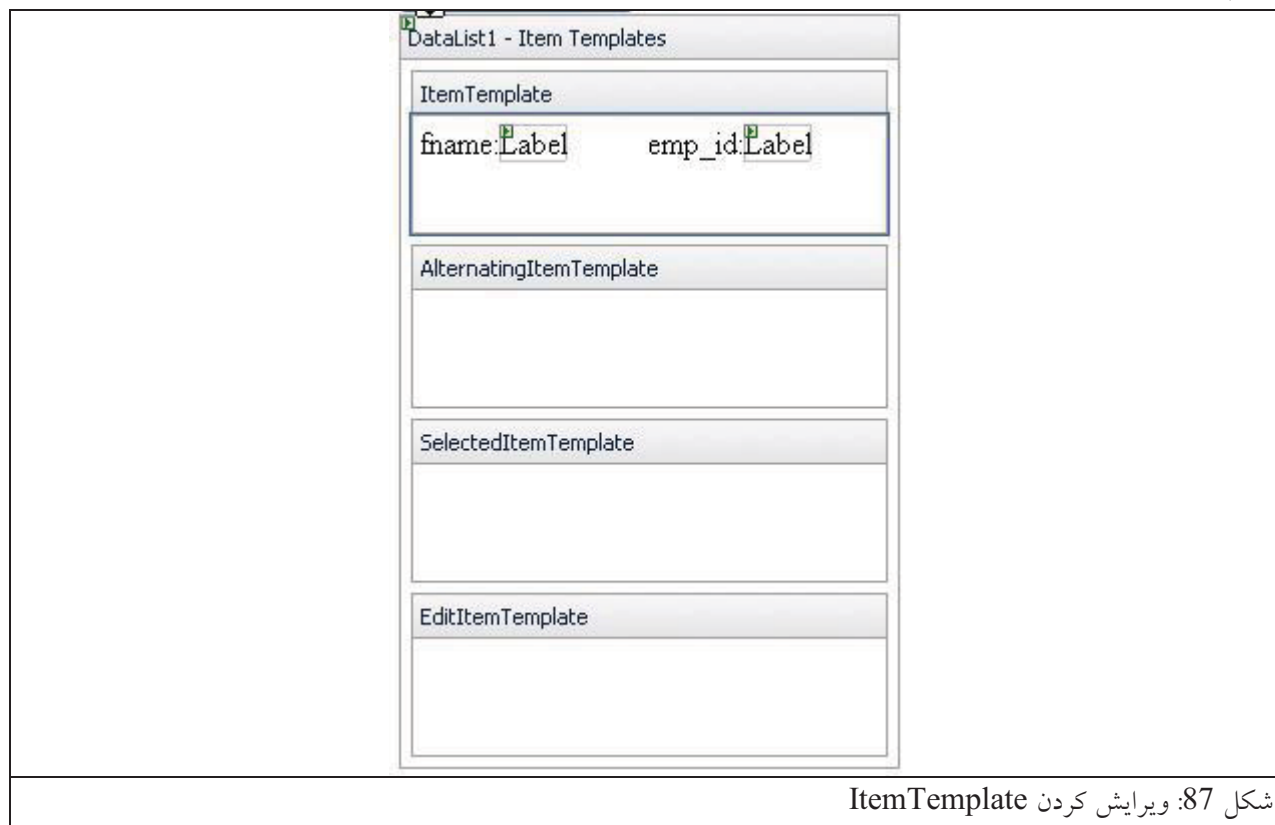 DataList1 - Item Templates
ItemTemplate
fname:Label emp_id:Label
AlternatingItemTemplate
SelectedItemTemplate
EditItemTemplate
شکل 87: ویرایش کردن ItemTemplate